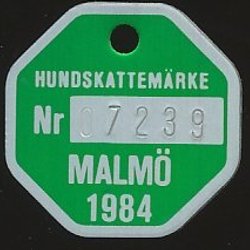 HUNDSKATTEMÄRKE
Nr 07239
MALMÖ
1984